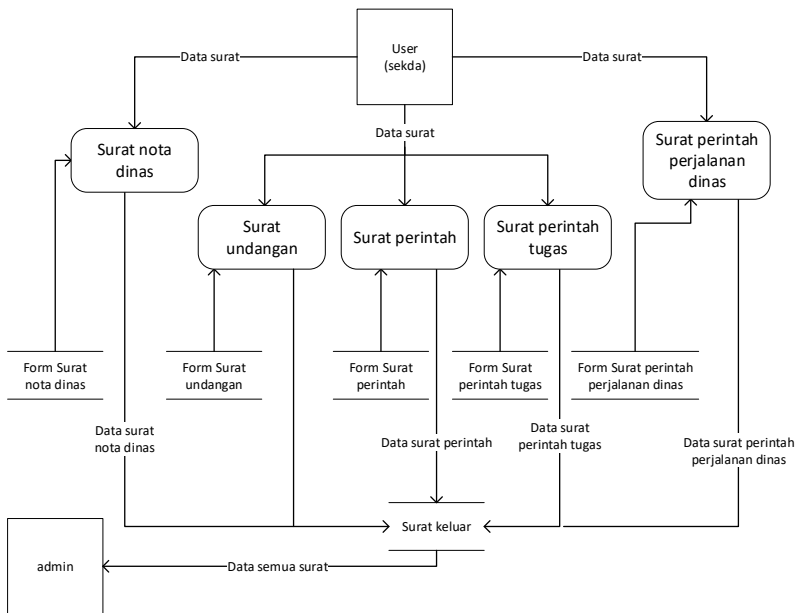 User
(sekda)
Data surat
Data surat
Data surat
Surat nota
dinas
Surat perintah
perjalanan
dinas
Surat
undangan
Surat perintah
Surat perintah
tugas
Form Surat
nota dinas
Form Surat
undangan
Form Surat
perintah
Form Surat
perintah tugas
Form Surat perintah
perjalanan dinas
Data surat
nota dinas
Data surat perintah
Data surat
perintah tugas
Data surat perintah
perjalanan dinas
Surat keluar
admin
Data semua surat